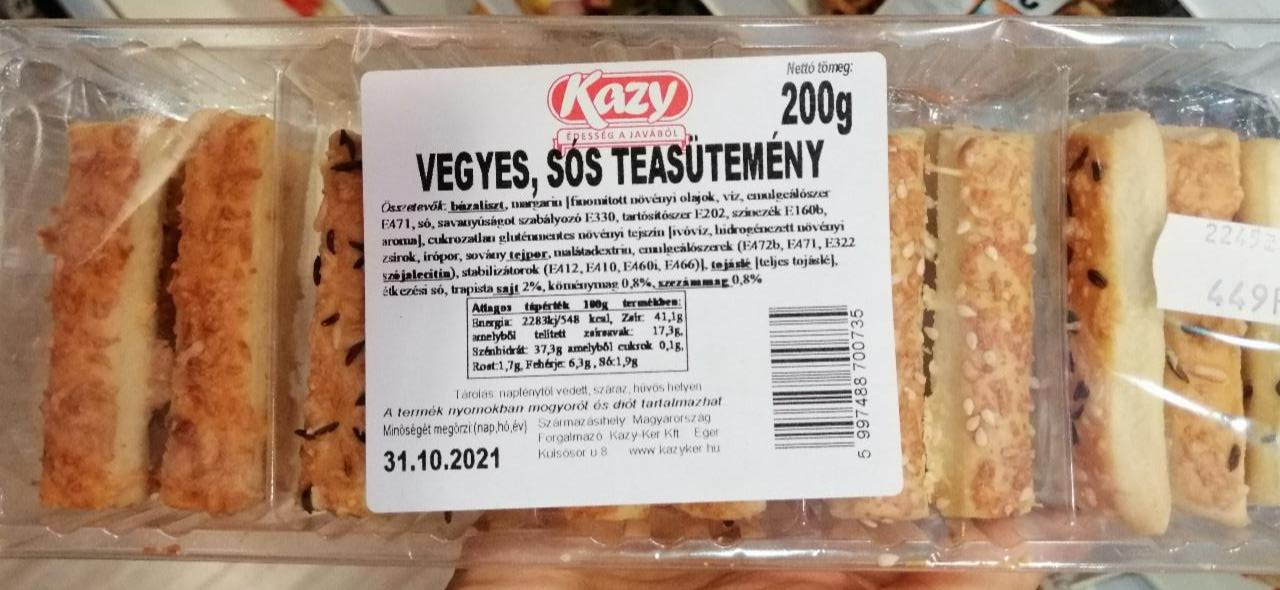 Nettó tömeg:
Kazy
200g
ÉDESSÉG A JAVÁBÓL
VEGYES, SÓS TEASÜTEMÉNY
Összetevők: búzaliszt, margarin [finomított növényi olajok, víz, emulgeálószer
E471, só, savanyúságot szabályozó E330, tartósítószer E202, színezék E160b,
aroma], cukrozatlan gluténmentes növényi tejszín [ivóvíz, hidrogénezett növényi
zsírok, írópor, sovány tejpor, malátadextrin, emulgeálószerek (E472b, E471, E322
szójalecitin), stabilizátorok (E412, E410, E460i, E466)], tojáslé [teljes tojáslé],
étkezési só, trapista sajt 2%, köménymag 0,8%, szezámmag 0,8%
Átlagos tápérték 100g termékben:
Energia: 2283kj/548 kcal, Zsír: 41,1g
amelyből telített zsírsavak: 17,3g,
Szénhidrát: 37,3g amelyből cukrok 0,1g,
Rost:1,7g, Fehérje: 6,3g, Só:1,9g
Tárolás: napfénytől védett, száraz, hűvös helyen
A termék nyomokban mogyorót és diót tartalmazhat
Minőségét megőrzi (nap,hó,év)
31.10.2021
Származásihely Magyarország
Forgalmazó Kazy-Ker Kft Eger
Külsősor u 8 www kazyker hu
5 997488 700735
449